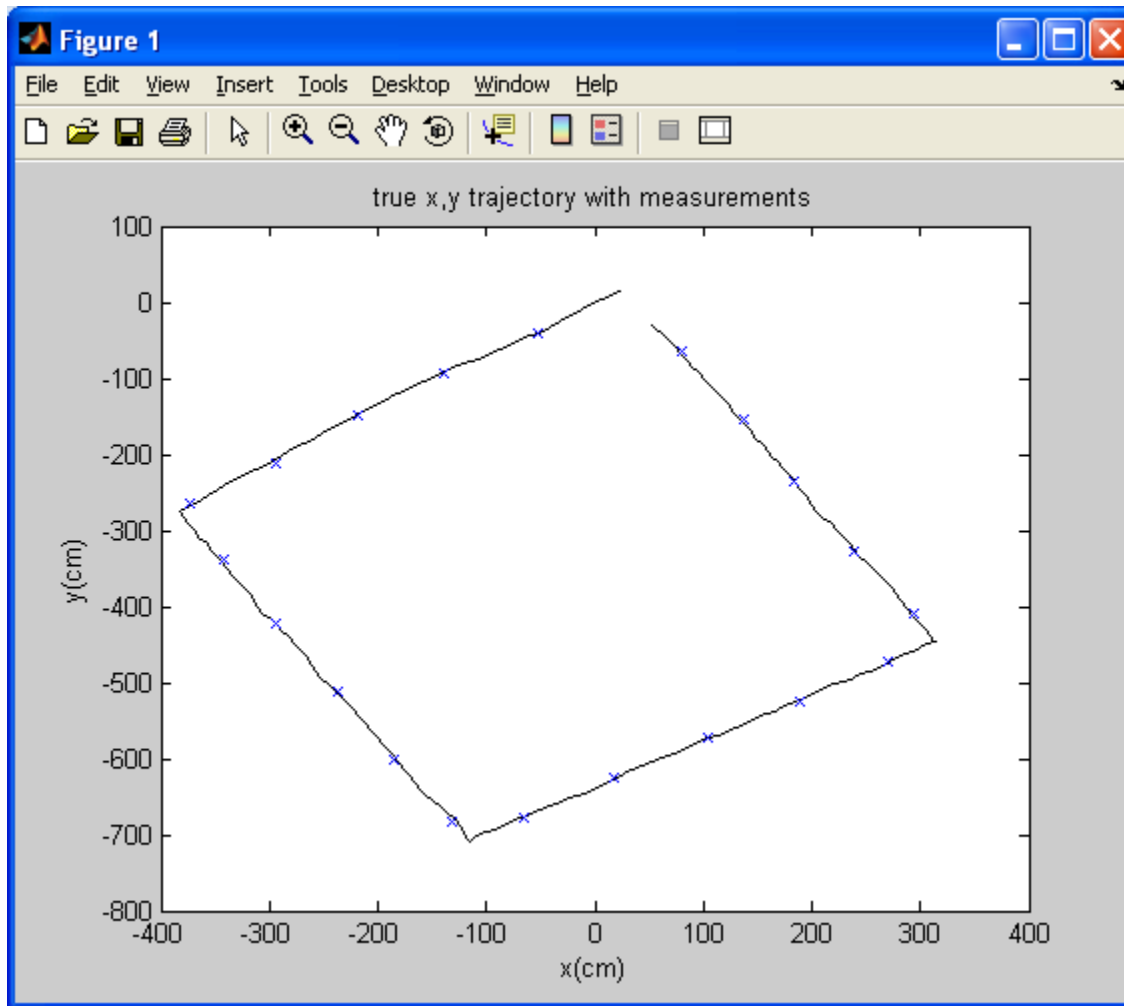 Figure 1
File Edit View Insert Tools Desktop Window Help
true x,y trajectory with measurements
100
0
-100
-200
-300
-400
-500
-600
-700
-800
y(cm)
-400 -300 -200 -100 0 100 200 300 400
x(cm)